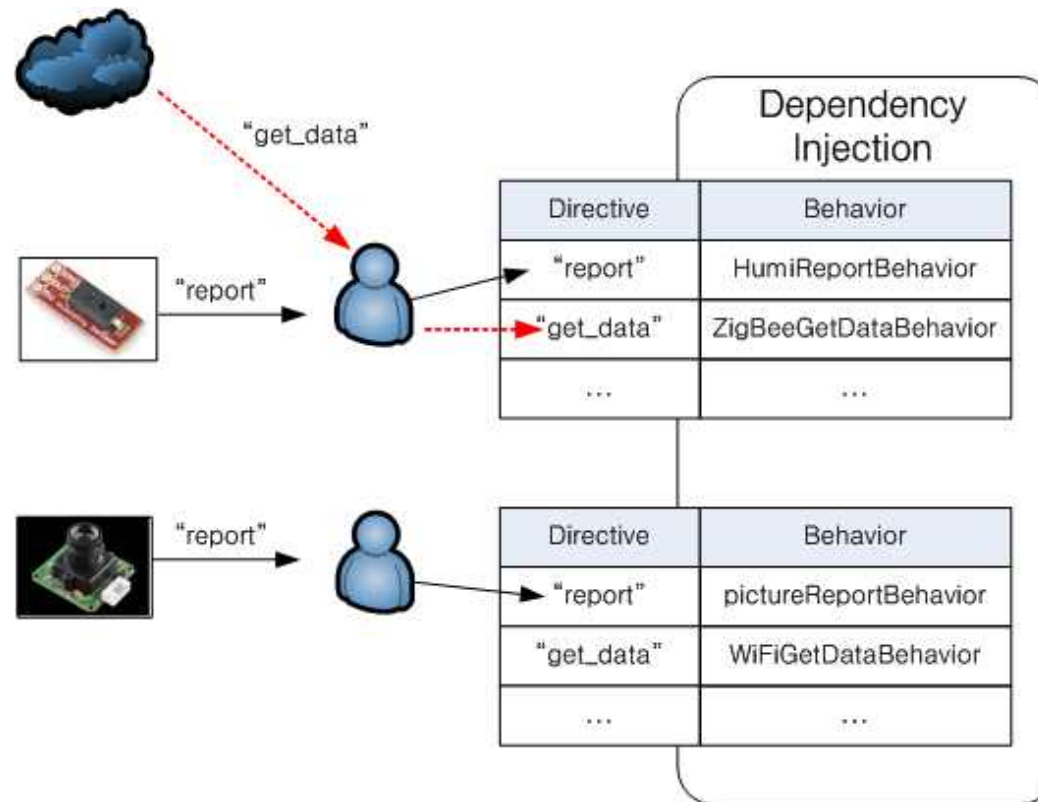 Dependency
Injection
“get_data”
Directive Behavior
“report”
“report” HumiReportBehavior
“get_data” ZigBeeGetDataBehavior
... ...
Directive Behavior
“report”
“report” pictureReportBehavior
“get_data” WiFiGetDataBehavior
... ...